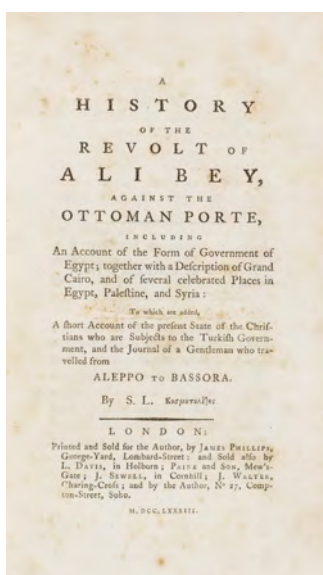 A
HISTORY
OF THE
REVOLT OF
ALI BEY,
AGAINST THE
OTTOMAN PORTE,
INCLUDING
An Account of the Form of Government of
Egypt; together with a Description of Grand
Cairo, and of several celebrated Places in
Egypt, Palestine, and Syria:
To which are added,
A short Account of the present State of the Chris-
tians who are Subjects to the Turkish Govern-
ment, and the Journal of a Gentleman who tra-
velled from
ALEPPO TO BASSORA.
By S. L.
LONDON:
Printed and Sold for the Author, by JAMES PHILLIPS,
George-Yard, Lombard-Street: and Sold also by
L. DAVIS, in Holborn; PAINE and SON, Mew's-
Gate; J. SEWELL, in Cornhill; J. WALTER,
Charing-Cross; and by the Author, Nº 27, Comp-
ton-Street, Soho.
M, DCC, LXXXIII.